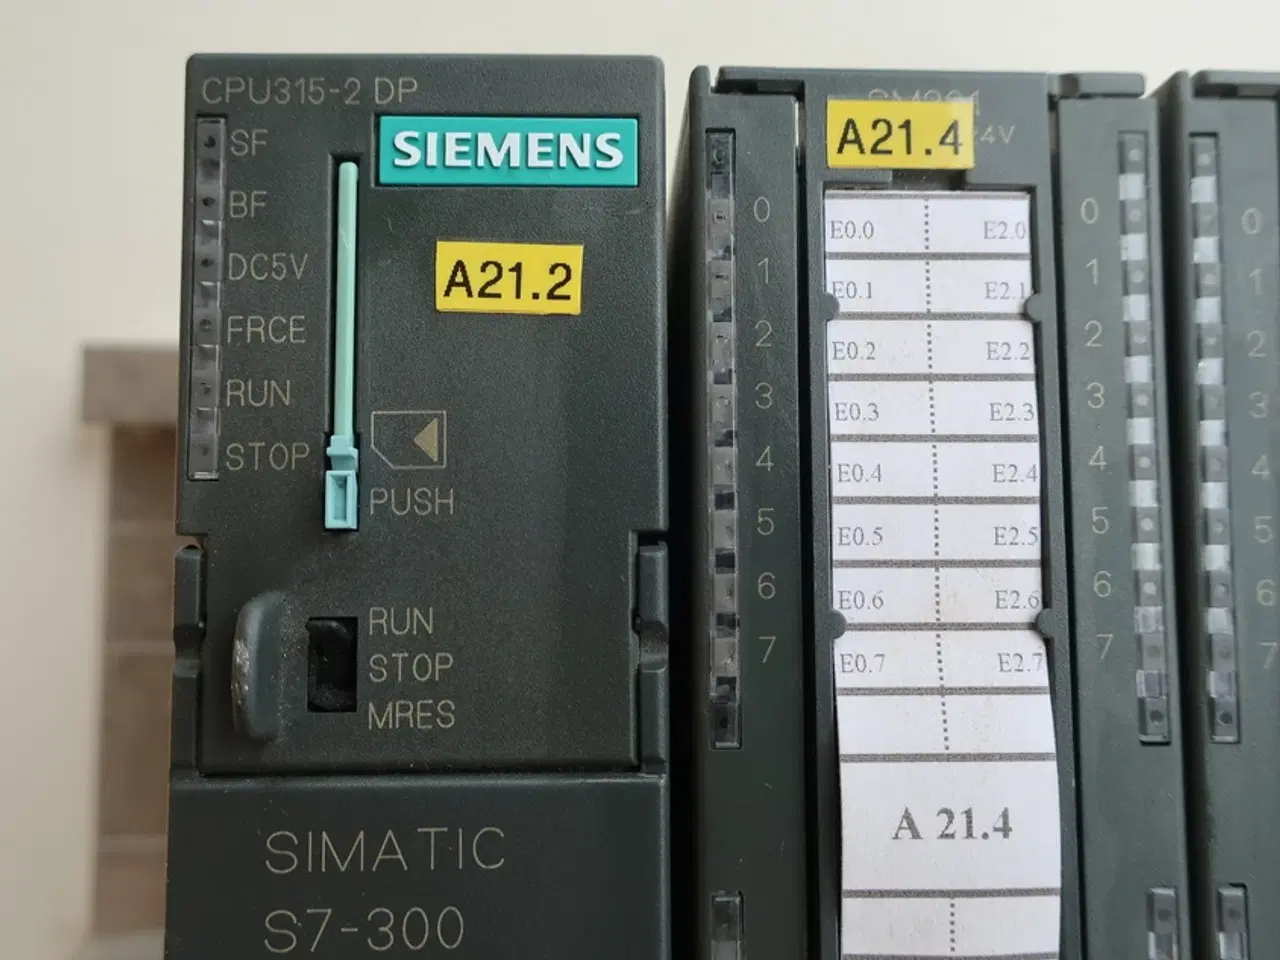 CPU315-2 DP
SIEMENS
SF
BF
DC5V
FRCE
RUN
STOP
A21.2
PUSH
RUN
STOP
MRES
SIMATIC
S7-300
A21.4
0
1
2
3
4
5
6
7
E0.0 E2.0
E0.1 E2.1
E0.2 E2.2
E0.3 E2.3
E0.4 E2.4
E0.5 E2.5
E0.6 E2.6
E0.7 E2.7
A 21.4
0
1
2
3
4
5
6
7
0
1
2
3
4
5
6
7